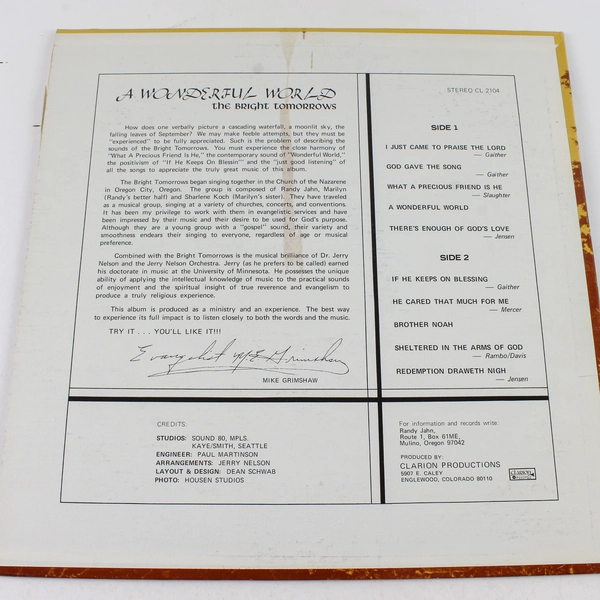 A WONDERFUL WORLD
the Bright Tomorrows
How does one verbally picture a cascading waterfall, a moonlit sky, the
falling leaves of September? We may make feeble attempts, but they must be
"experienced" to be fully appreciated. Such is the problem of describing the
sounds of the Bright Tomorrows. You must experience the close harmony of
"What A Precious Friend Is He," the contemporary sound of "Wonderful World,"
the positivism of "If He Keeps On Blessin'" and the "just good listening" of
all the songs to appreciate the truly great music of this album.
The Bright Tomorrows began singing together in the Church of the Nazarene
in Oregon City, Oregon. The group is composed of Randy Jahn, Marilyn
(Randy's better half) and Sharlene Koch (Marilyn's sister). They have traveled
as a musical group, singing at a variety of churches, concerts, and conventions.
It has been my privilege to work with them in evangelistic services and have
been impressed by their music and their desire to be used for God's purpose.
Although they are a young group with a "gospel" sound, their variety and
smoothness endears their singing to everyone, regardless of age or musical
preference.
Combined with the Bright Tomorrows is the musical brilliance of Dr. Jerry
Nelson and the Jerry Nelson Orchestra. Jerry (as he prefers to be called) earned
his doctorate in music at the University of Minnesota. He possesses the unique
ability of applying the intellectual knowledge of music to the practical sounds
of enjoyment and the spiritual insight of true reverence and evangelism to
produce a truly religious experience.
This album is produced as a ministry and an experience. The best way
to experience its full impact is to listen closely to both the words and the music.
TRY IT . . . YOU'LL LIKE IT!!!
Evangelist M E Grimshaw
MIKE GRIMSHAW
STEREO CL 2104
SIDE 1
I JUST CAME TO PRAISE THE LORD
— Gaither
GOD GAVE THE SONG
— Gaither
WHAT A PRECIOUS FRIEND IS HE
— Slaughter
A WONDERFUL WORLD
THERE'S ENOUGH OF GOD'S LOVE
— Jensen
SIDE 2
IF HE KEEPS ON BLESSING
— Gaither
HE CARED THAT MUCH FOR ME
— Mercer
BROTHER NOAH
SHELTERED IN THE ARMS OF GOD
— Rambo/Davis
REDEMPTION DRAWETH NIGH
— Jensen
CREDITS:
STUDIOS: SOUND 80, MPLS.
KAYE/SMITH, SEATTLE
ENGINEER: PAUL MARTINSON
ARRANGEMENTS: JERRY NELSON
LAYOUT & DESIGN: DEAN SCHWAB
PHOTO: HOUSEN STUDIOS
For information and records write:
Randy Jahn,
Route 1, Box 61ME,
Mulino, Oregon 97042
PRODUCED BY:
CLARION PRODUCTIONS
5907 E. CALEY
ENGLEWOOD, COLORADO 80110
clarion